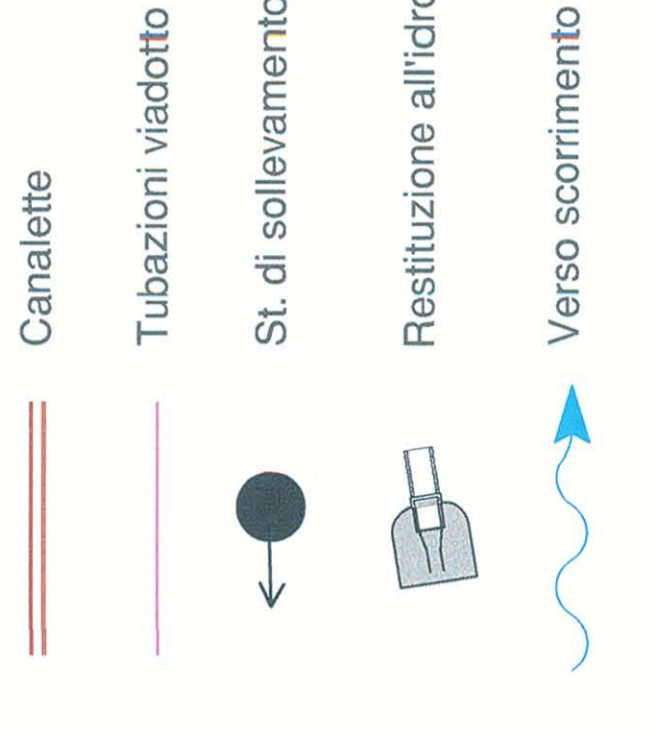 Canalette
Tubazioni viadotto
St. di sollevamento
Restituzione all'idro
Verso scorrimento